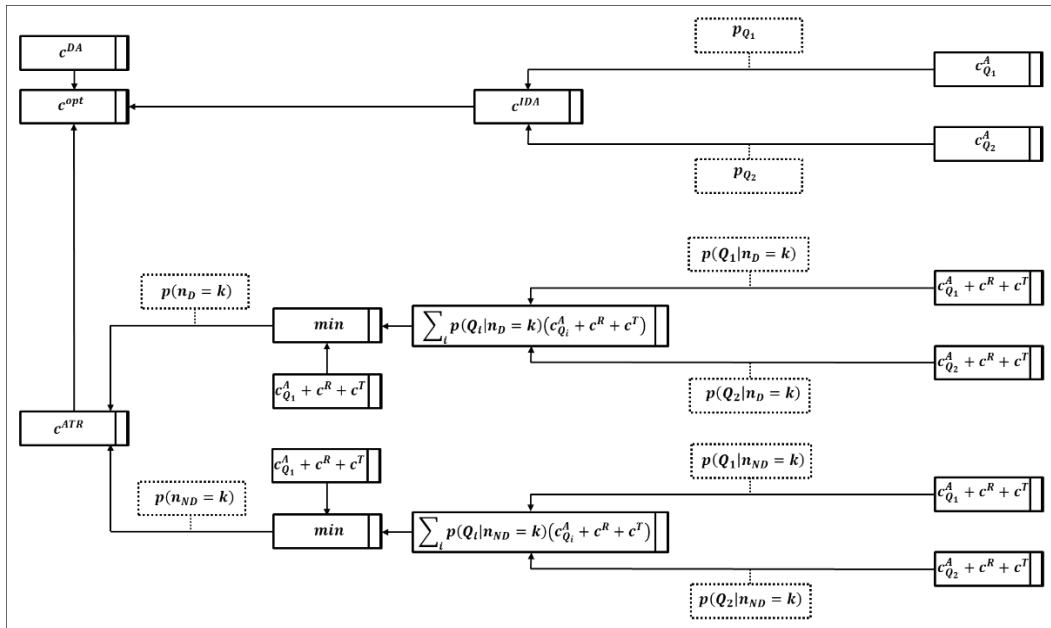 p_{Q_1}
c^{DA}
c^A_{Q_1}
c^{opt}
c^{IDA}
c^A_{Q_2}
p_{Q_2}
p(Q_1|n_D = k)
p(n_D = k)
c^A_{Q_1} + c^R + c^T
min
∑_i p(Q_i|n_D = k)(c^A_{Q_i} + c^R + c^T)
c^A_{Q_1} + c^R + c^T
c^A_{Q_2} + c^R + c^T
p(Q_2|n_D = k)
c^{ATR}
c^A_{Q_1} + c^R + c^T
p(Q_1|n_{ND} = k)
p(n_{ND} = k)
c^A_{Q_1} + c^R + c^T
min
∑_i p(Q_i|n_{ND} = k)(c^A_{Q_i} + c^R + c^T)
c^A_{Q_2} + c^R + c^T
p(Q_2|n_{ND} = k)